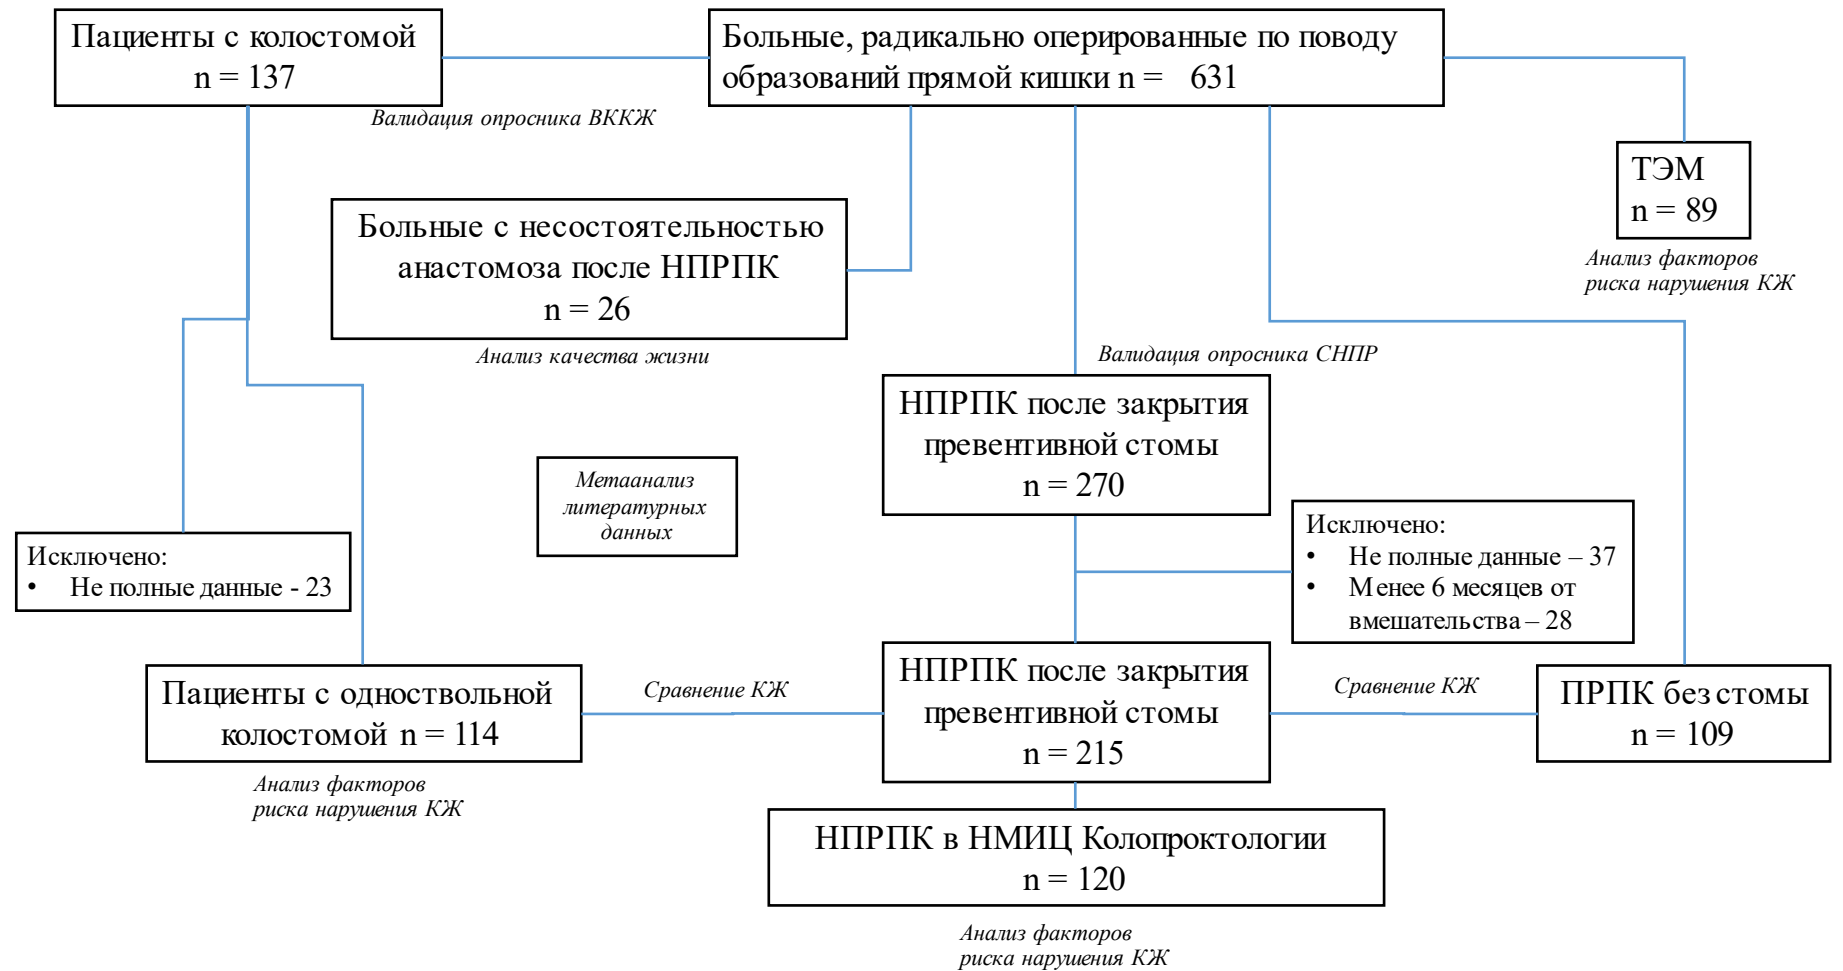 Пациенты с колостомой
n = 137
Больные, радикально оперированные по поводу
образований прямой кишки n = 631
Валидация опросника ВККЖ
ТЭМ
n = 89
Анализ факторов
риска нарушения КЖ
Больные с несостоятельностью
анастомоза после НПРПК
n = 26
Анализ качества жизни
Валидация опросника СНПР
НПРПК после закрытия
превентивной стомы
n = 270
Метаанализ
литературных
данных
Исключено:
• Не полные данные - 23
Исключено:
• Не полные данные – 37
• Менее 6 месяцев от
вмешательства – 28
Пациенты с одноствольной
колостомой n = 114
Анализ факторов
риска нарушения КЖ
Сравнение КЖ
НПРПК после закрытия
превентивной стомы
n = 215
Сравнение КЖ
ПРПК без стомы
n = 109
НПРПК в НМИЦ Колопроктологии
n = 120
Анализ факторов
риска нарушения КЖ